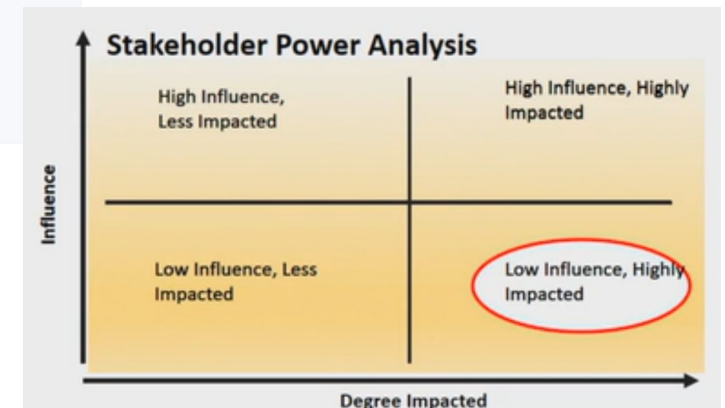 Stakeholder Power Analysis
High Influence,
Less Impacted
High Influence, Highly
Impacted
Influence
Low Influence, Less
Impacted
Low Influence, Highly
Impacted
Degree Impacted